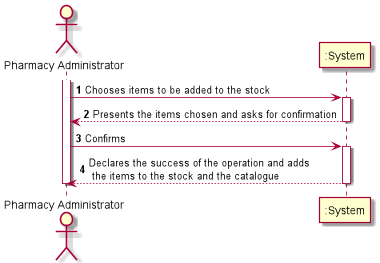 Pharmacy Administrator
:System
1 Chooses items to be added to the stock
2 Presents the items chosen and asks for confirmation
3 Confirms
4 Declares the success of the operation and adds
the items to the stock and the catalogue
Pharmacy Administrator
:System